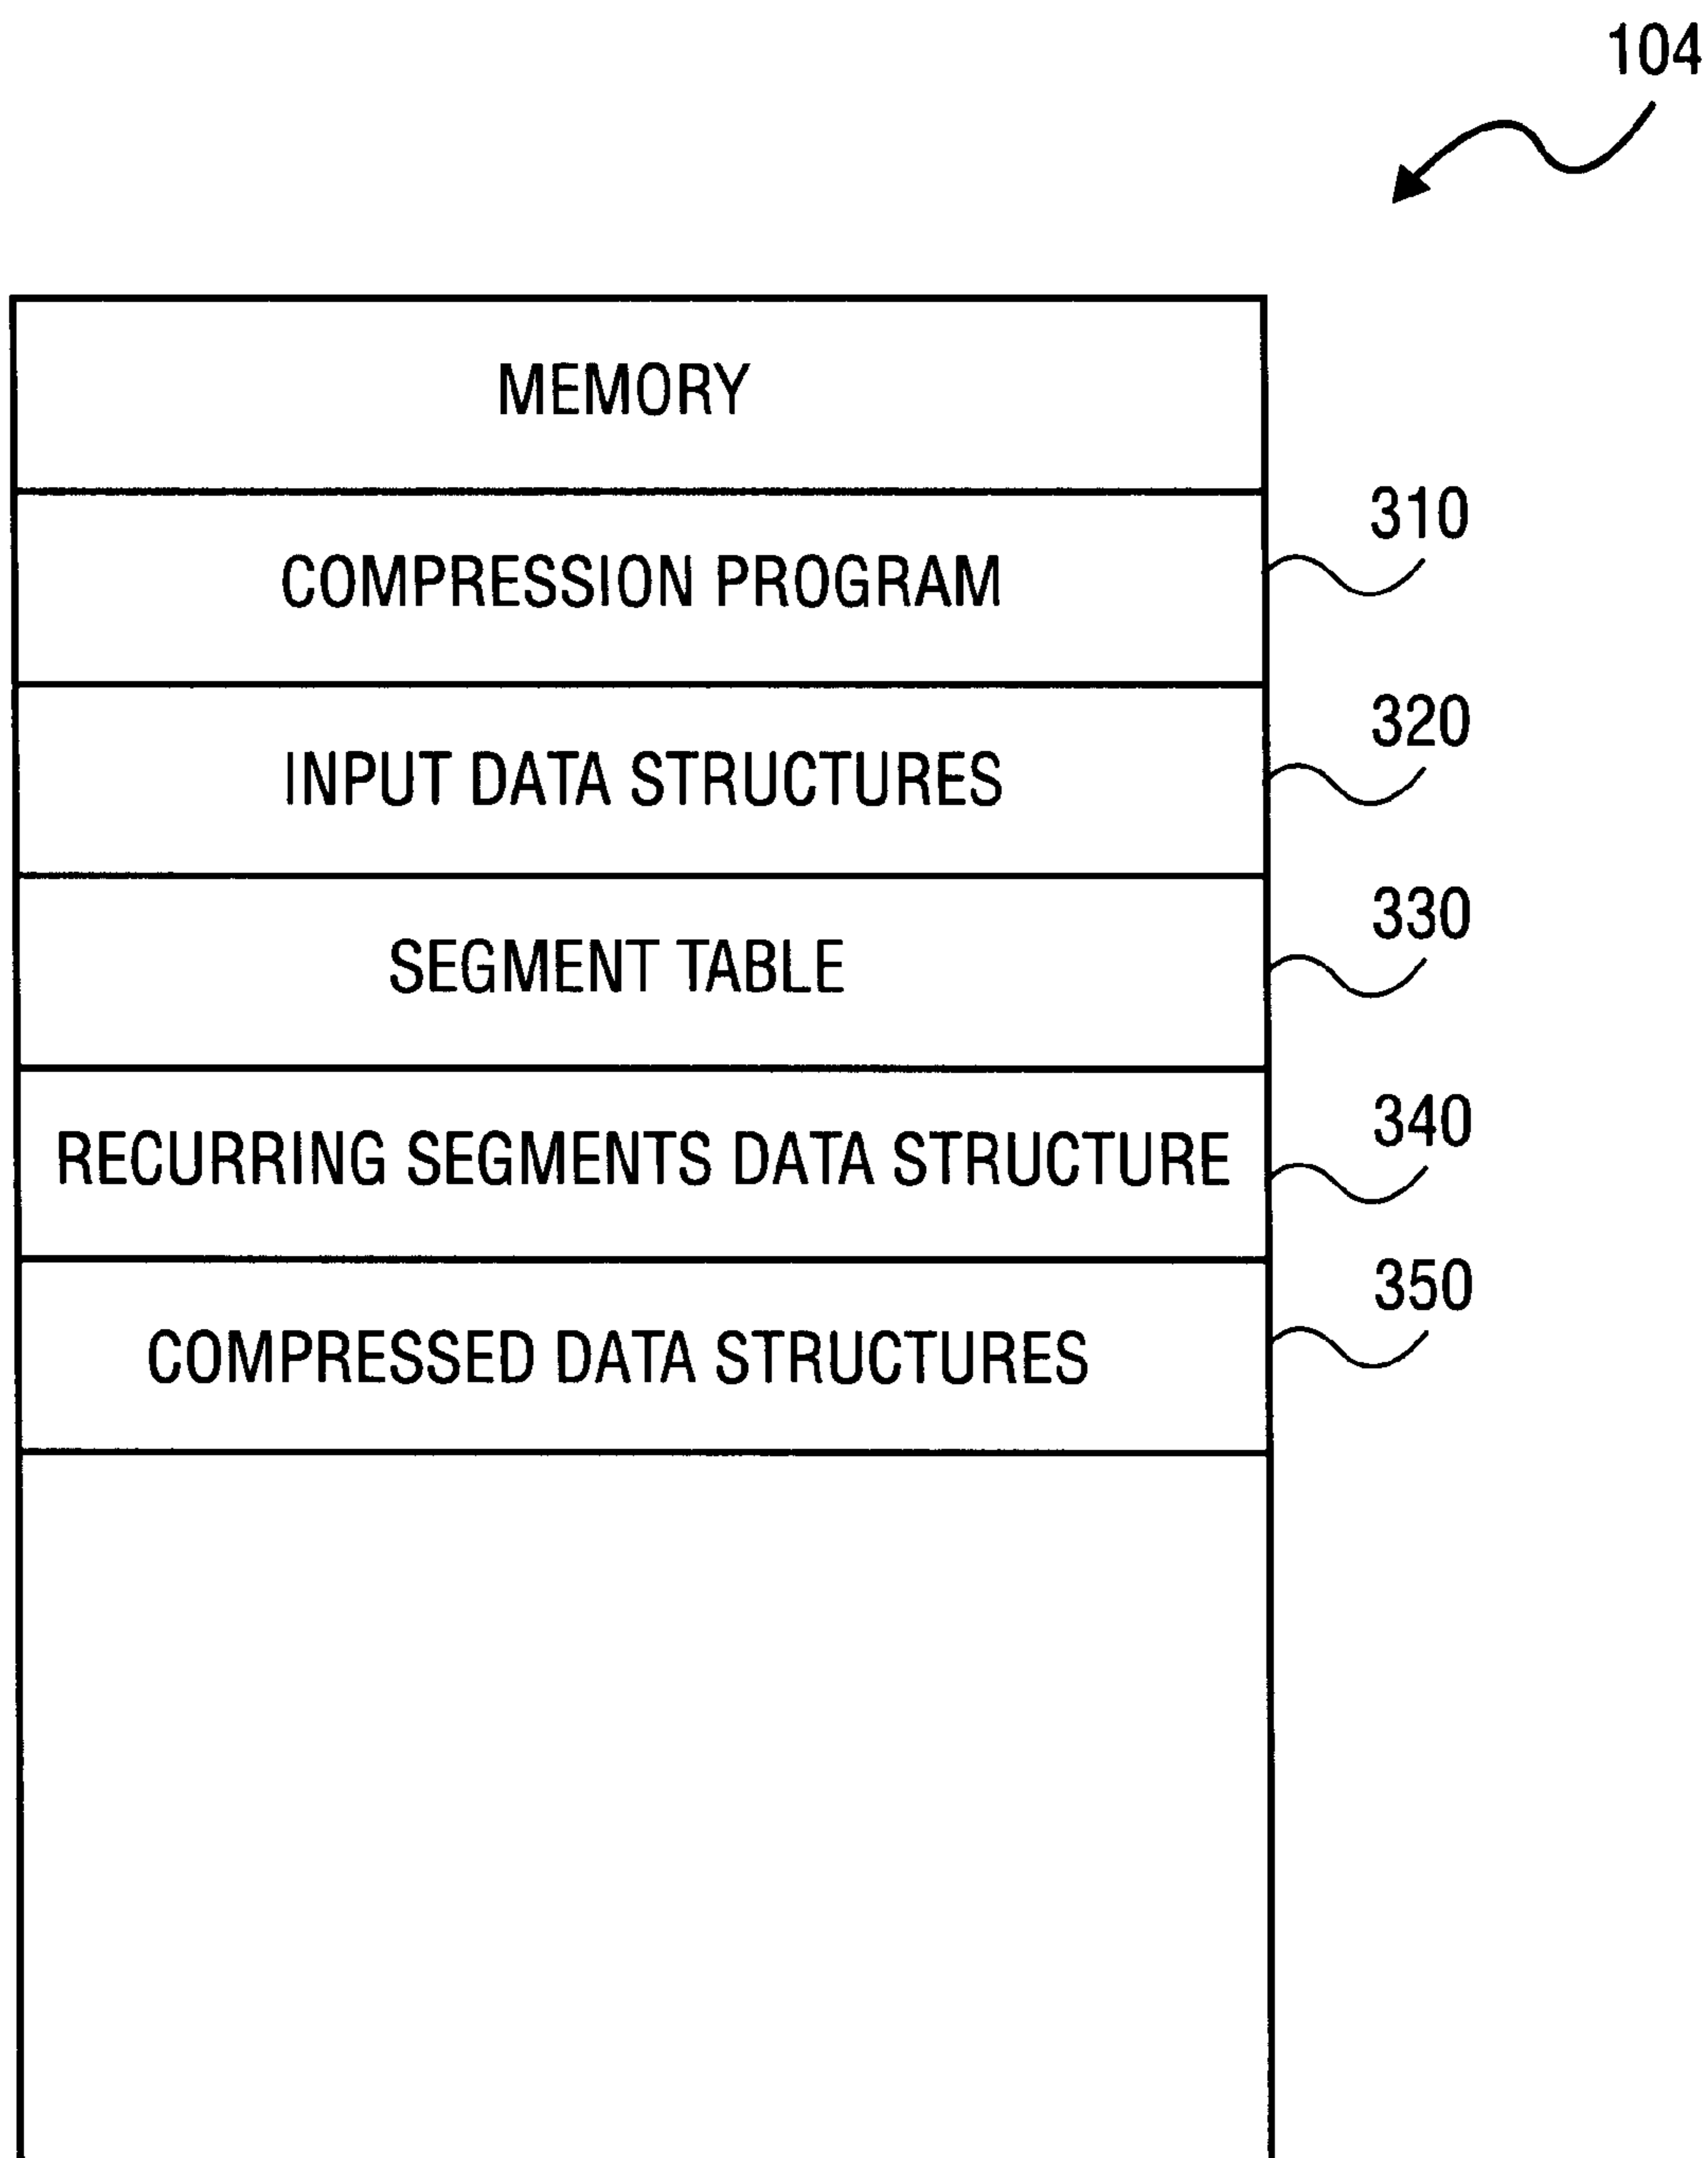 104
MEMORY
310
COMPRESSION PROGRAM
320
INPUT DATA STRUCTURES
330
SEGMENT TABLE
340
RECURRING SEGMENTS DATA STRUCTURE
350
COMPRESSED DATA STRUCTURES